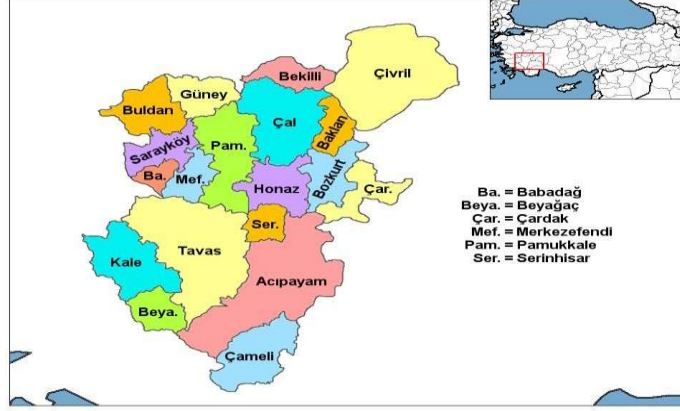 Bekilli
Çivril
Güney
Buldan
Çal
Baklan
Sarayköy
Pam.
Ba.
Mef.
Honaz
Bozkurt
Çar.
Ser.
Tavas
Kale
Acıpayam
Beya.
Çameli
Ba. = Babadağ
Beya. = Beyağaç
Çar. = Çardak
Mef. = Merkezefendi
Pam. = Pamukkale
Ser. = Serinhisar